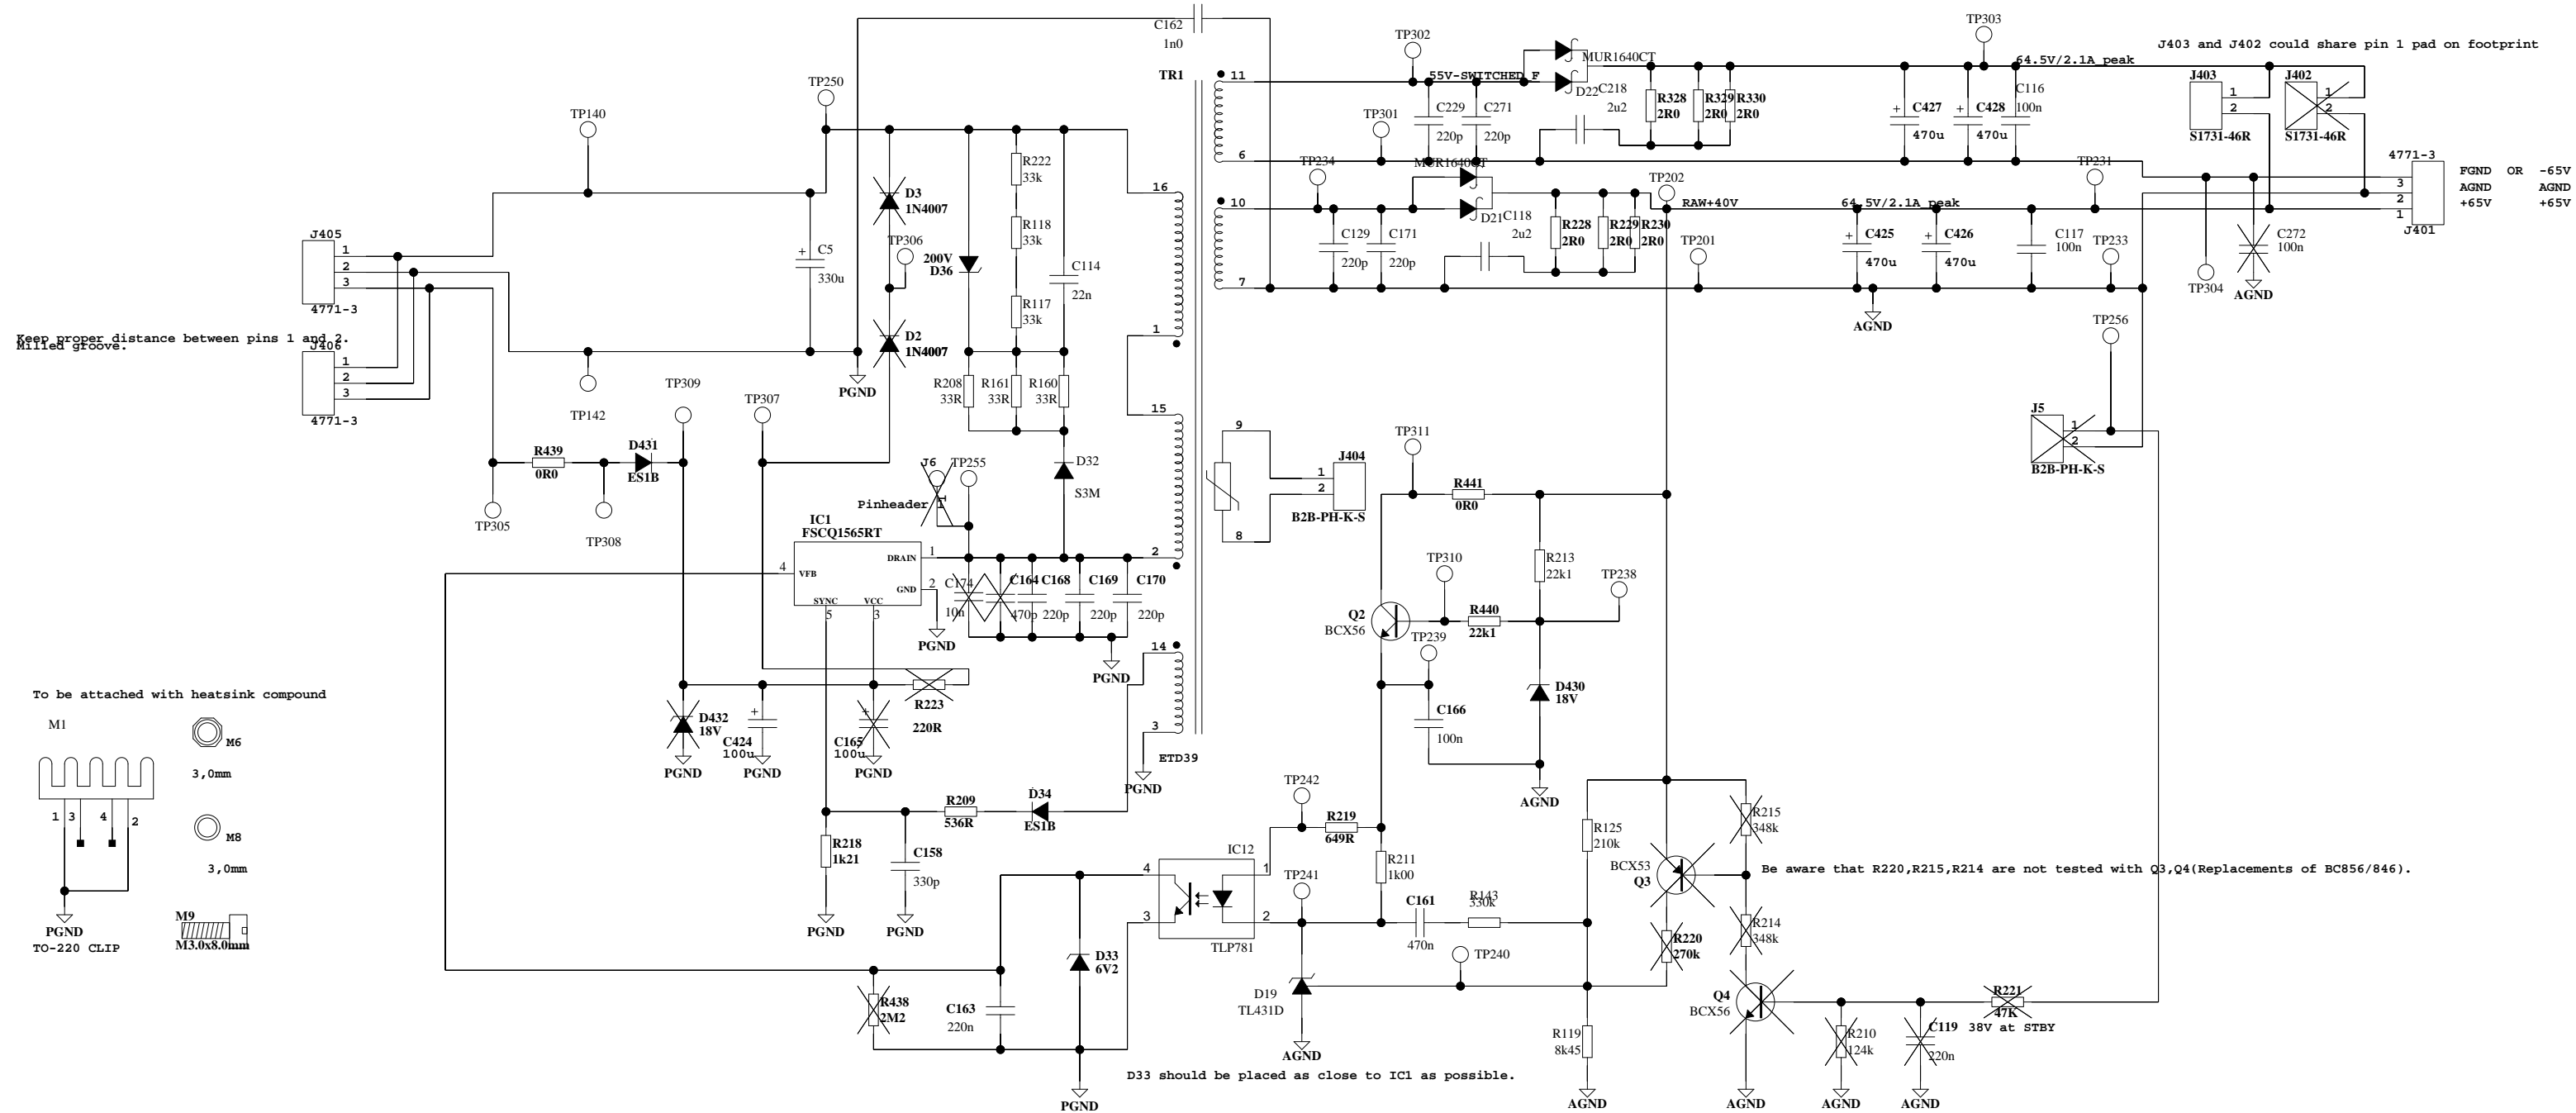 C162
1n0
TP303
J403 and J402 could share pin 1 pad on footprint
TP302
MUR1640CT
64.5V/2.1A peak
TR1
11
55V-SWITCHED F
D22
J403
J402
TP250
C218
2u2
R328
2R0
R329
2R0
R330
2R0
C427
+
470u
C428
+
470u
C116
100n
1
2
1
2
S1731-46R
S1731-46R
TP140
TP301
C229
220p
C271
220p
6
TP234
MUR1640CT
TP231
4771-3
FGND OR -65V
AGND AGND
+65V +65V
3
2
1
J401
R222
33k
16
D3
1N4007
TP202
10
D21
RAW+40V
64.5V/2.1A peak
C118
2u2
R228
2R0
R229
2R0
R230
2R0
TP201
C129
220p
C171
220p
C425
+
470u
C426
+
470u
C117
100n
TP233
C272
100n
TP304
AGND
J405
1
2
3
4771-3
R118
33k
TP306
+
C5
330u
200V
D36
C114
22n
7
AGND
R117
33k
1
TP256
Keep proper distance between pins 1 and 2.
Milled groove.
J406
1
2
3
4771-3
D2
1N4007
TP142
PGND
TP309
TP307
R208
33R
R161
33R
R160
33R
15
9
8
J404
1
2
B2B-PH-K-S
TP311
J5
1
2
B2B-PH-K-S
R439
0R0
D431
ES1B
TP305
TP308
J6
TP255
Pinheader
1
D32
S3M
R441
0R0
IC1
FSCQ1565RT
DRAIN
1
2
4
VFB
GND
2
SYNC
VCC
5
3
PGND
C174
10n
C164
470p
C168
220p
C169
220p
C170
220p
PGND
R213
22k1
TP310
TP238
Q2
BCX56
R440
22k1
TP239
14
3
PGND
ETD39
D430
18V
C166
100n
AGND
To be attached with heatsink compound
M1
M6
3,0mm
1
3
4
2
M8
3,0mm
PGND
TO-220 CLIP
M9
M3.0x8.0mm
D432
18V
PGND
+
C424
100u
PGND
+
C165
100u
PGND
R223
220R
R209
536R
D34
ES1B
R218
1k21
PGND
C158
330p
PGND
TP242
R219
649R
IC12
4
3
1
2
TLP781
TP241
R211
1k00
C161
470n
R143
330k
R125
210k
R215
348k
BCX53
Q3
Be aware that R220,R215,R214 are not tested with Q3,Q4(Replacements of BC856/846).
R220
270k
R214
348k
TP240
D33
6V2
D19
TL431D
AGND
R438
2M2
C163
220n
PGND
D33 should be placed as close to IC1 as possible.
R119
8k45
AGND
Q4
BCX56
AGND
R221
47K
38V at STBY
R210
124k
AGND
C119
220n
AGND